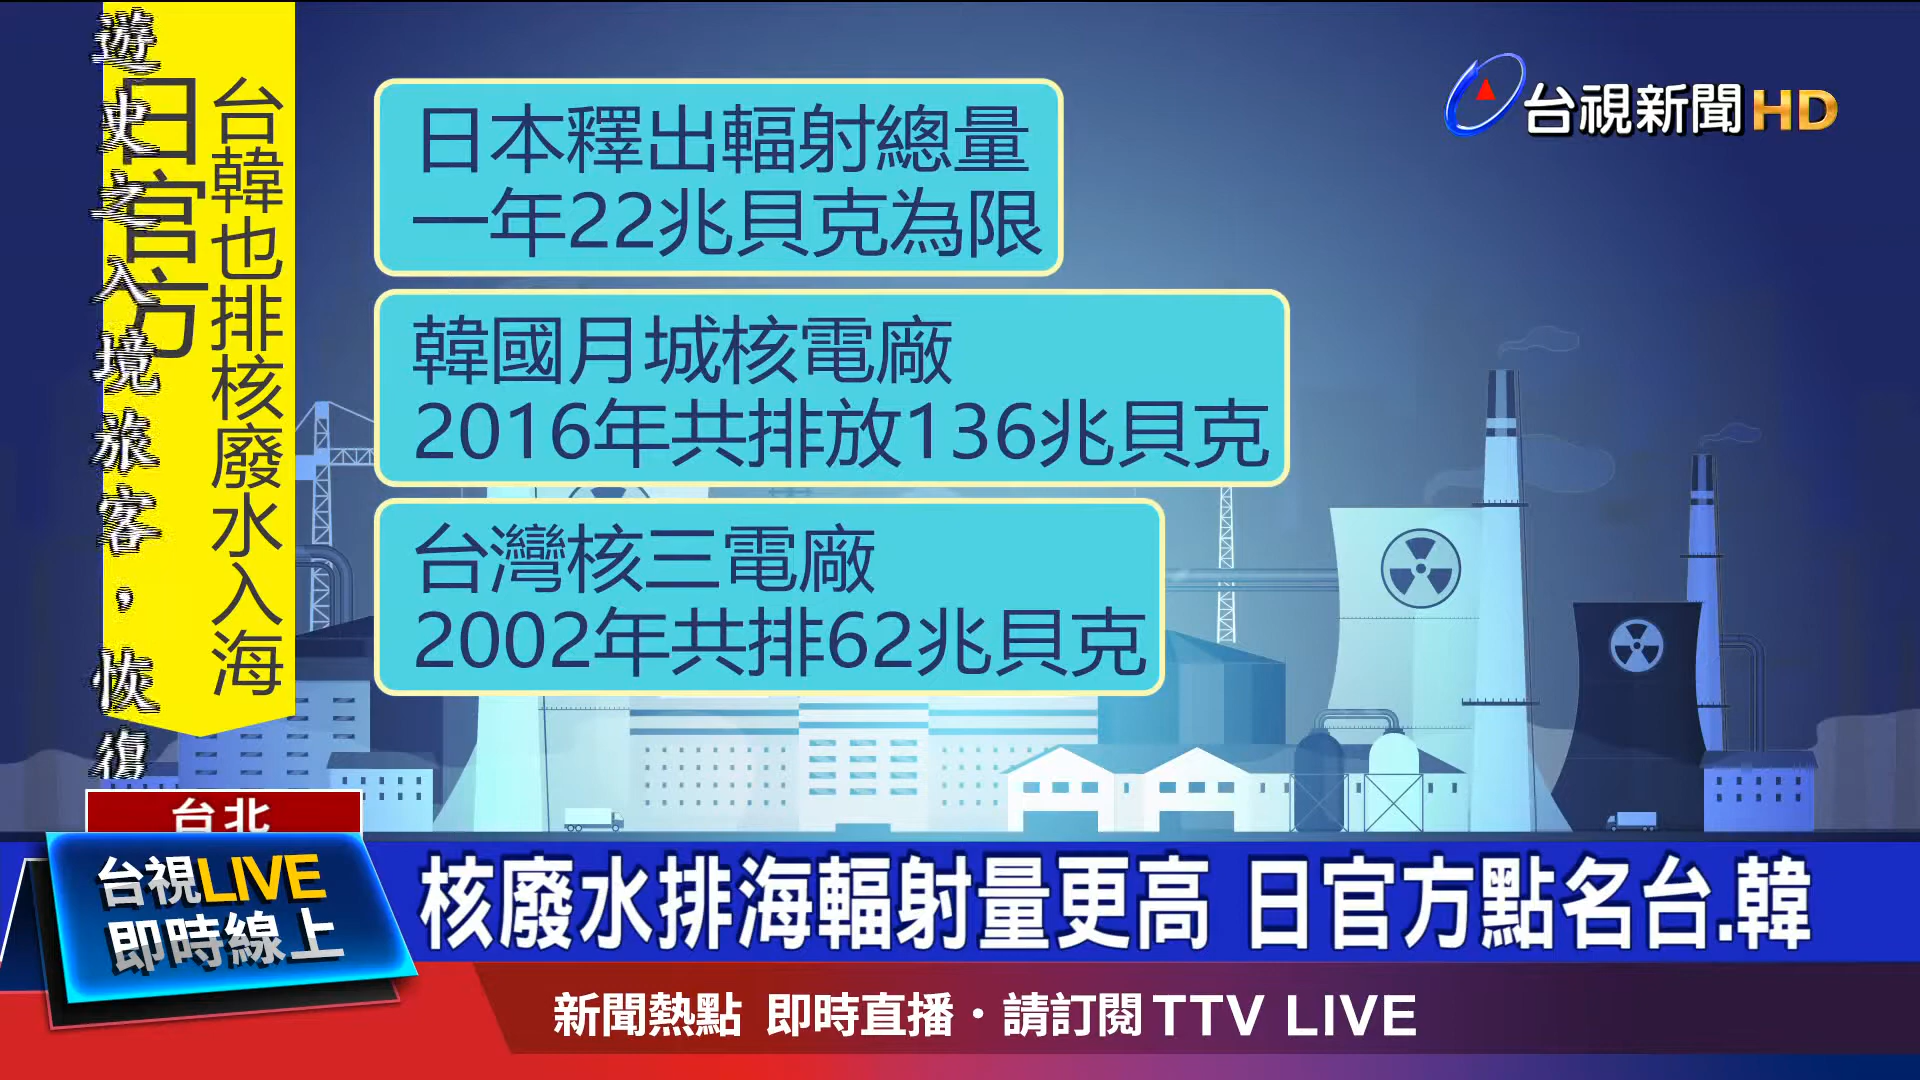 遊史之入境旅客，恢復
日官方
台韓也排核廢水入海
台視新聞HD
日本釋出輻射總量
一年22兆貝克為限
韓國月城核電廠
2016年共排放136兆貝克
台灣核三電廠
2002年共排62兆貝克
台北
台視LIVE
即時線上
核廢水排海輻射量更高 日官方點名台.韓
新聞熱點 即時直播·請訂閱TTV LIVE